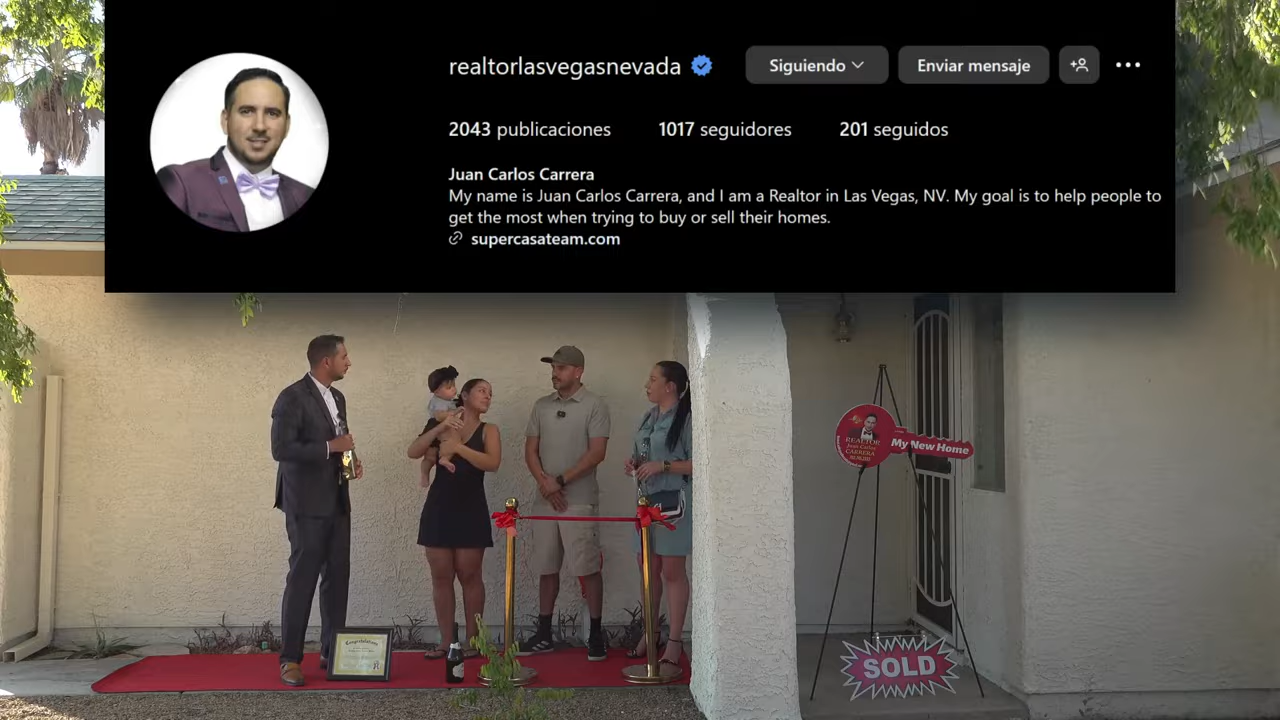 realtorlasvegasnevada
Siguiendo
Enviar mensaje
2043 publicaciones
1017 seguidores
201 seguidos
Juan Carlos Carrera
My name is Juan Carlos Carrera, and I am a Realtor in Las Vegas, NV. My goal is to help people to
get the most when trying to buy or sell their homes.
supercasateam.com
REALTOR
Juan Carlos
CARRERA
My New Home
Congratulations
SOLD